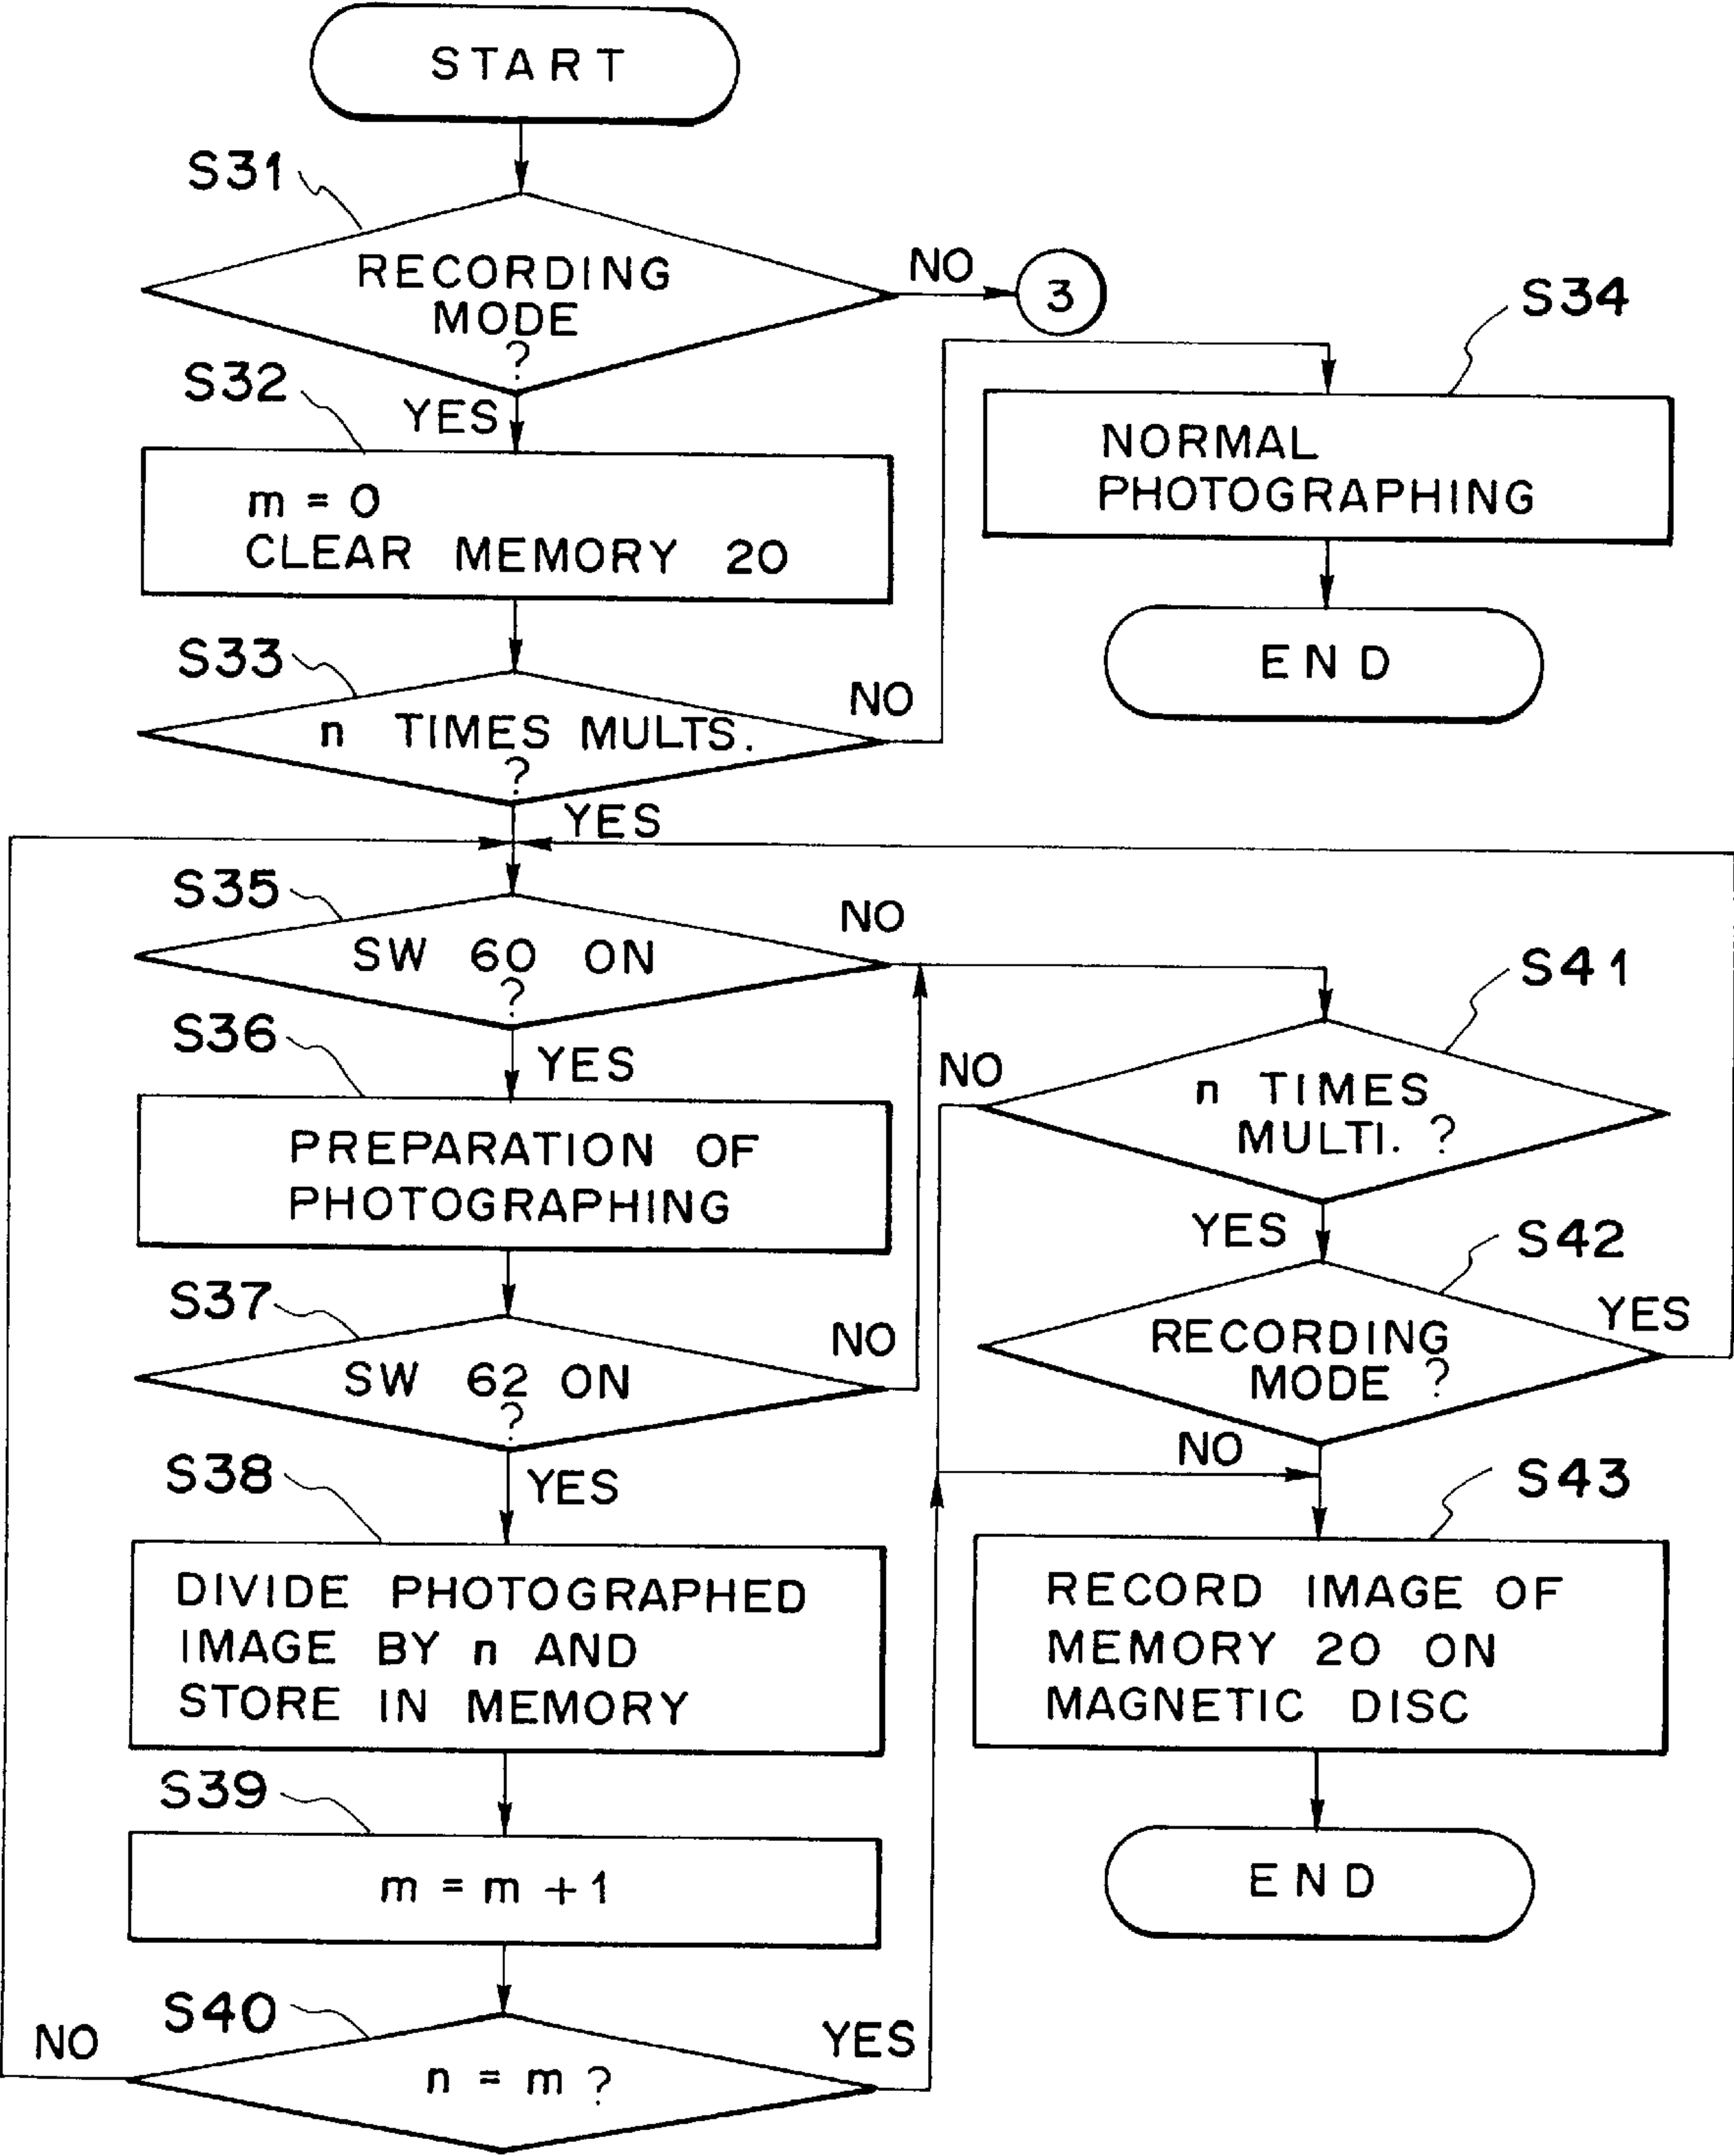 START
S31
RECORDING
MODE
?
NO
3
YES
S32
m = 0
CLEAR MEMORY 20
S34
NORMAL
PHOTOGRAPHING
END
S33
n TIMES MULTS.
?
NO
YES
S35
SW 60 ON
?
NO
YES
S36
PREPARATION OF
PHOTOGRAPHING
S37
SW 62 ON
?
NO
YES
S38
DIVIDE PHOTOGRAPHED
IMAGE BY n AND
STORE IN MEMORY
S39
m = m + 1
S40
n = m ?
NO
YES
S41
n TIMES
MULTI. ?
NO
YES
S42
RECORDING
MODE ?
YES
NO
S43
RECORD IMAGE OF
MEMORY 20 ON
MAGNETIC DISC
END